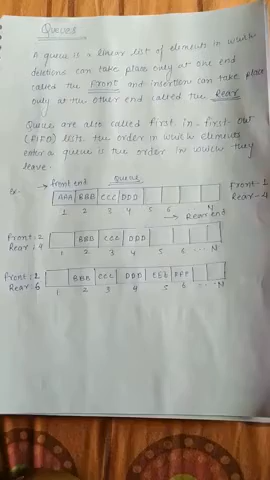 Queues
A queue is a linear list of elements in which
deletions can take place only at one end
called the Front and insertion can take place
only at the other end called the Rear
Queue are also called first in-first-out
(FIFO) lists the order in which elements
enter a queue is the order in which they
leave.
Ex- front end Queue
AAA BBB CCC DDD Front-1
1 2 3 4 5 6 N Rear-4
Rear end
Front:2 BBB CCC DDD
Rear:4 1 2 3 4 5 6 ... N
Front:2 BBB CCC DDD EEE FFF
Rear:6 1 2 3 4 5 6 ... N